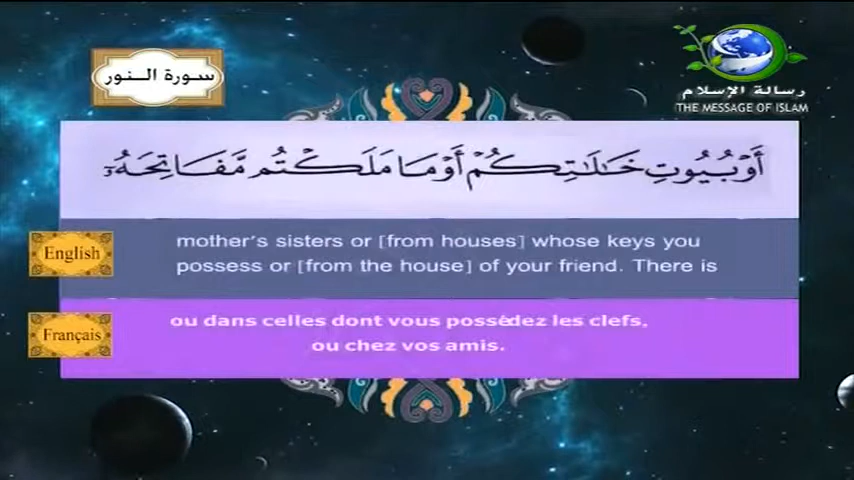 سورة النور
رسالة الإسلام
THE MESSAGE OF ISLAM
أَوْ بُيُوتِ خَـٰلَـٰتِكُمْ أَوْ مَا مَلَكْتُم مَّفَاتِحَهُۥٓ
English
mother's sisters or [from houses] whose keys you
possess or [from the house] of your friend. There is
Français
ou dans celles dont vous possédez les clefs,
ou chez vos amis.